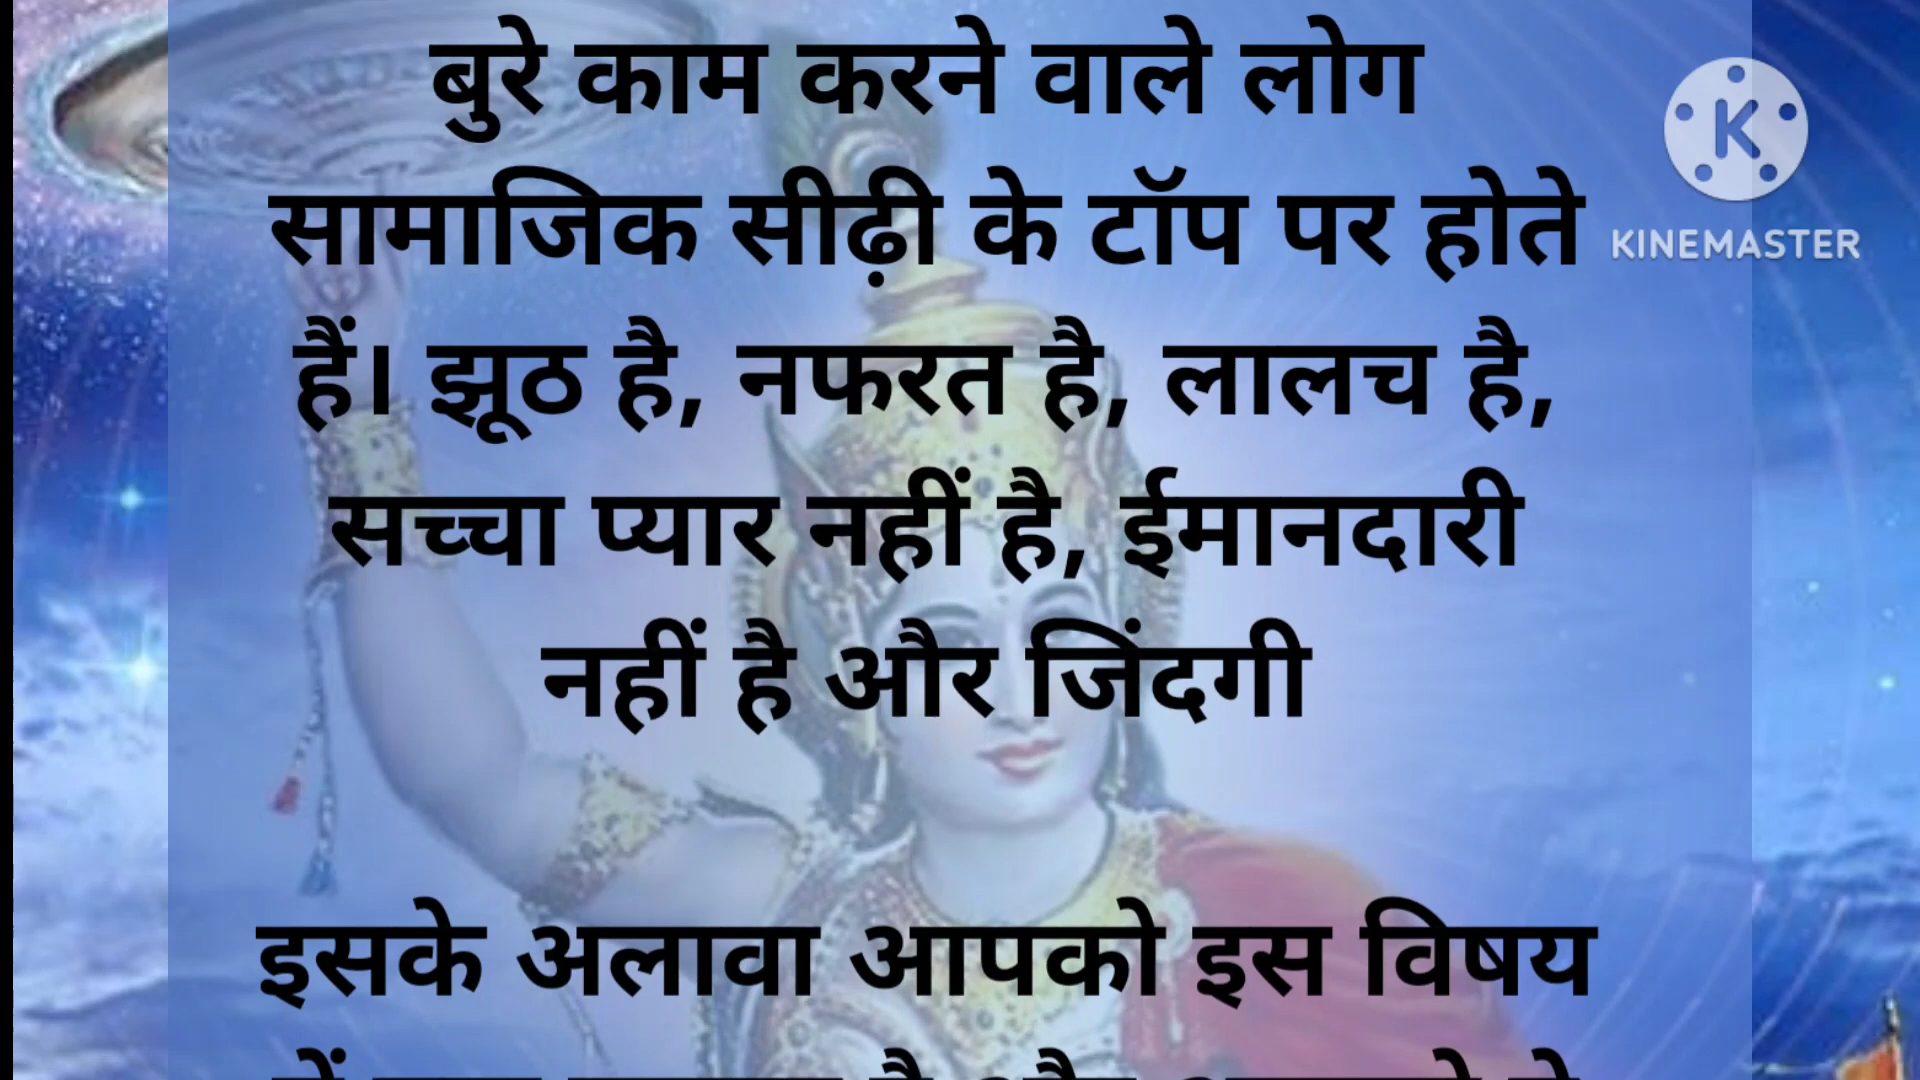 बुरे काम करने वाले लोग
सामाजिक सीढ़ी के टॉप पर होते
हैं। झूठ है, नफरत है, लालच है,
सच्चा प्यार नहीं है, ईमानदारी
नहीं है और जिंदगी
इसके अलावा आपको इस विषय
K
KINEMASTER